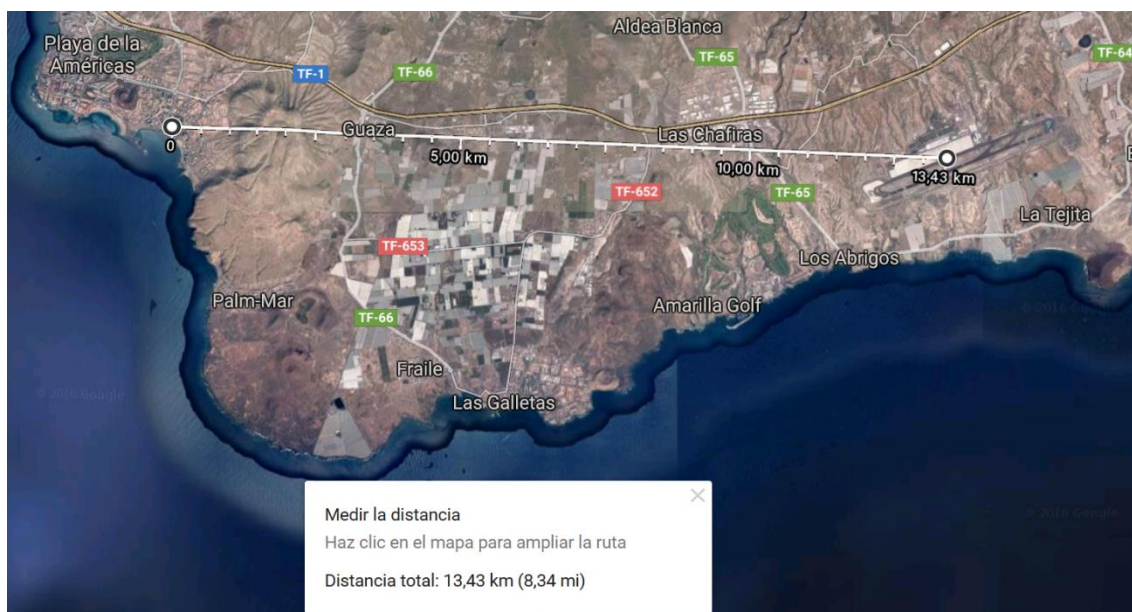 Aldea Blanca
Playa de la
Américas
TF-1
TF-66
TF-65
TF-64
0
Guaza
5,00 km
Las Chafiras
10,00 km
13,43 km
TF-652
TF-65
La Tejita
TF-653
Los Abrigos
Palm-Mar
Amarilla Golf
TF-66
© 2016 Google
Fraile
© 2016 Google
Las Galletas
© 2016 Google
Medir la distancia
Haz clic en el mapa para ampliar la ruta
Distancia total: 13,43 km (8,34 mi)